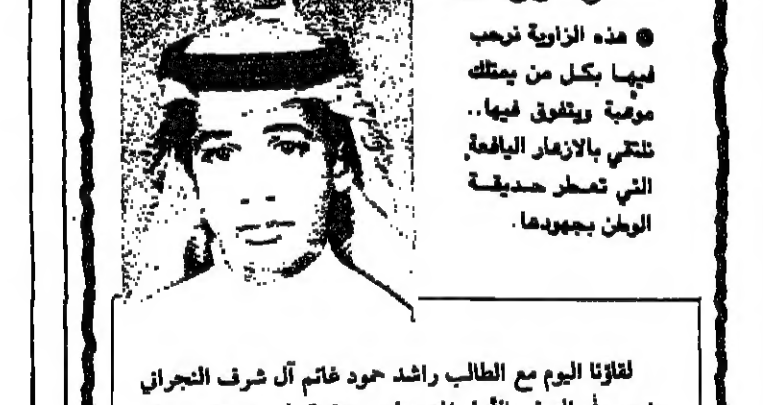 ● هذه الزاوية نرحب
فيها بكل من يمتلك
موهبة ويتفوق فيها..
نلتقي بالازهار اليافعة
التي تعطر حديقة
الوطن بجهودها.
لقاؤنا اليوم مع الطالب راشد حمود غانم آل شرف النجراني